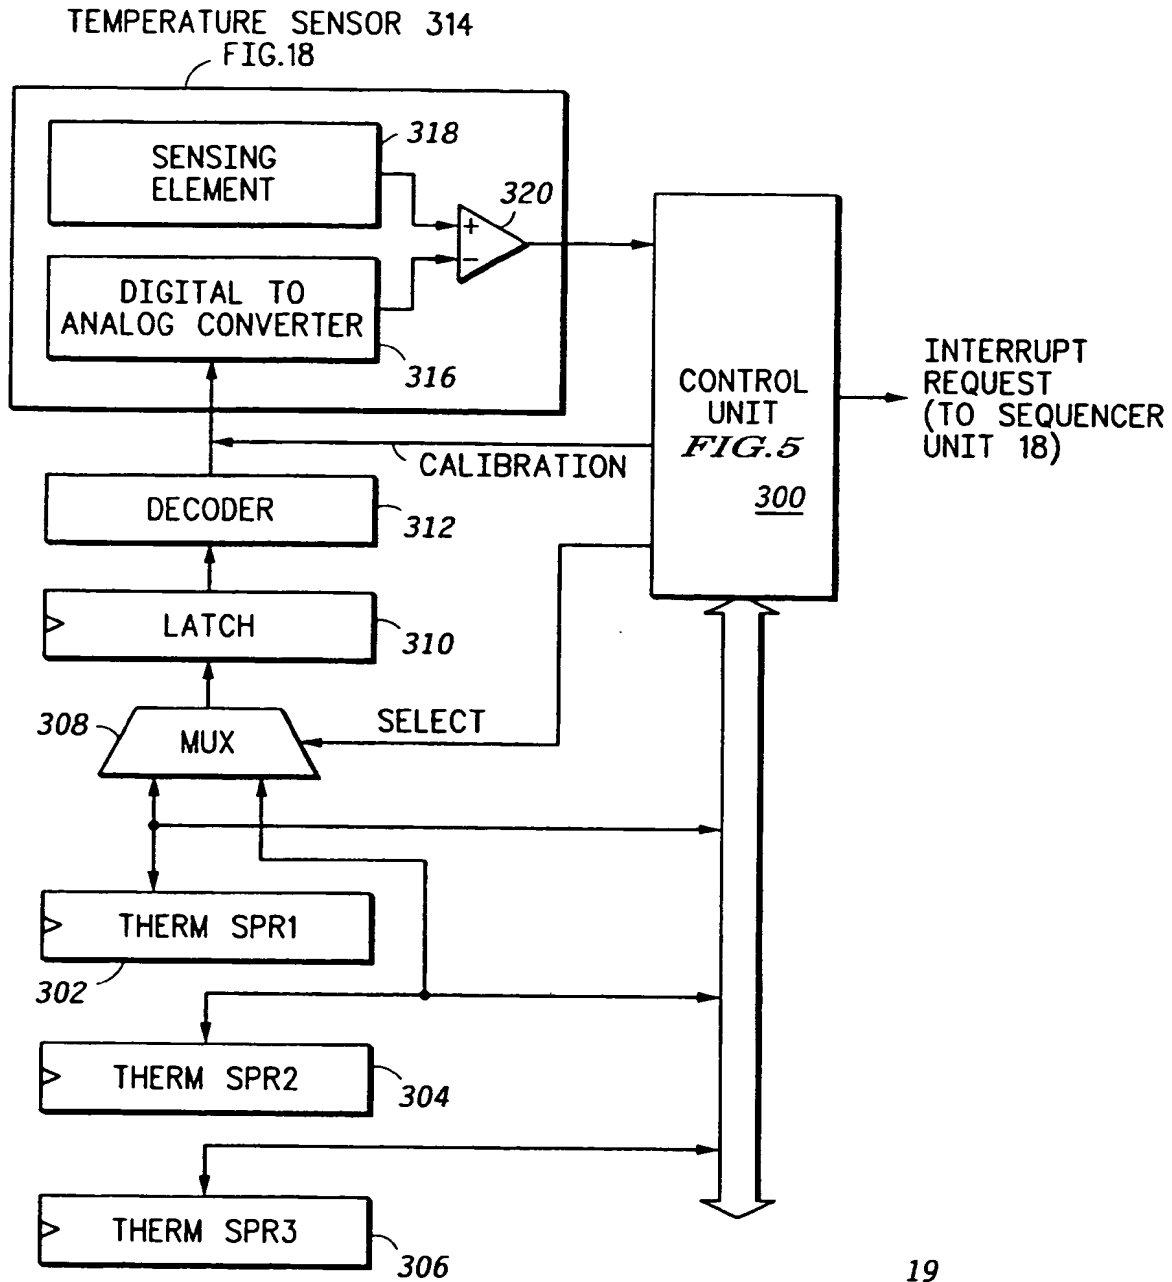 TEMPERATURE SENSOR 314
FIG.18
SENSING
ELEMENT
318
+
−
320
DIGITAL TO
ANALOG CONVERTER
316
CONTROL
UNIT
FIG.5
300
INTERRUPT
REQUEST
(TO SEQUENCER
UNIT 18)
CALIBRATION
DECODER
312
LATCH
310
308
MUX
SELECT
THERM SPR1
302
THERM SPR2
304
THERM SPR3
306
19